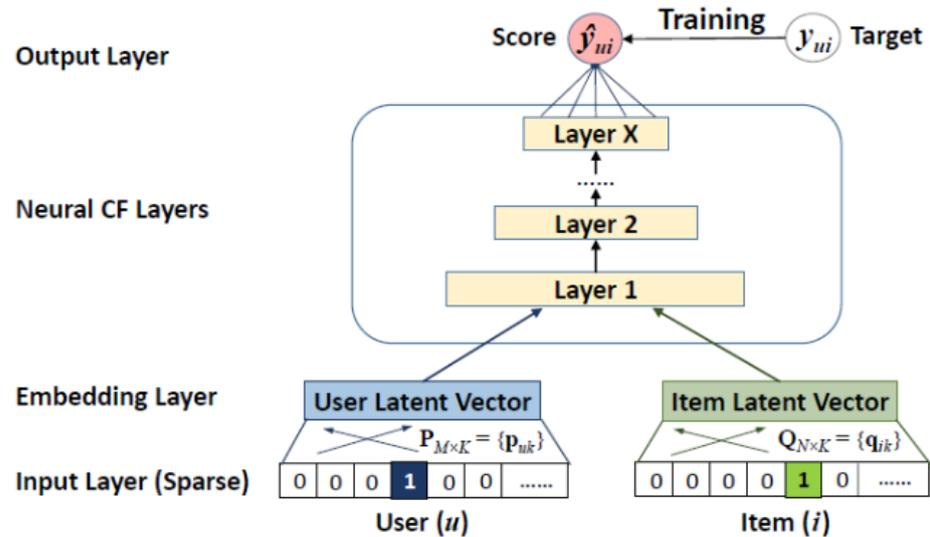 Training
Score ŷui yui Target
Output Layer
Layer X
......
Neural CF Layers
Layer 2
Layer 1
Embedding Layer
User Latent Vector
Item Latent Vector
PM×K = {puk}
QN×K = {qik}
Input Layer (Sparse)
0 0 0 1 0 0 ......
0 0 0 0 1 0 ......
User (u)
Item (i)